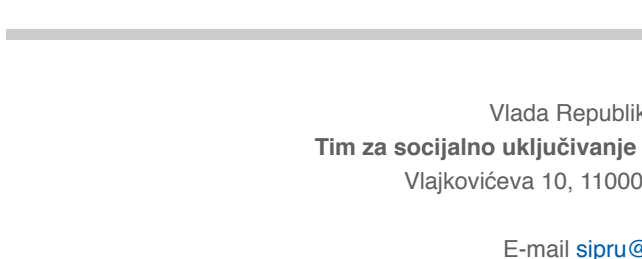 Vlada Republik
Tim za socijalno uključivanje
Vlajkovićeva 10, 11000
E-mail sipru@